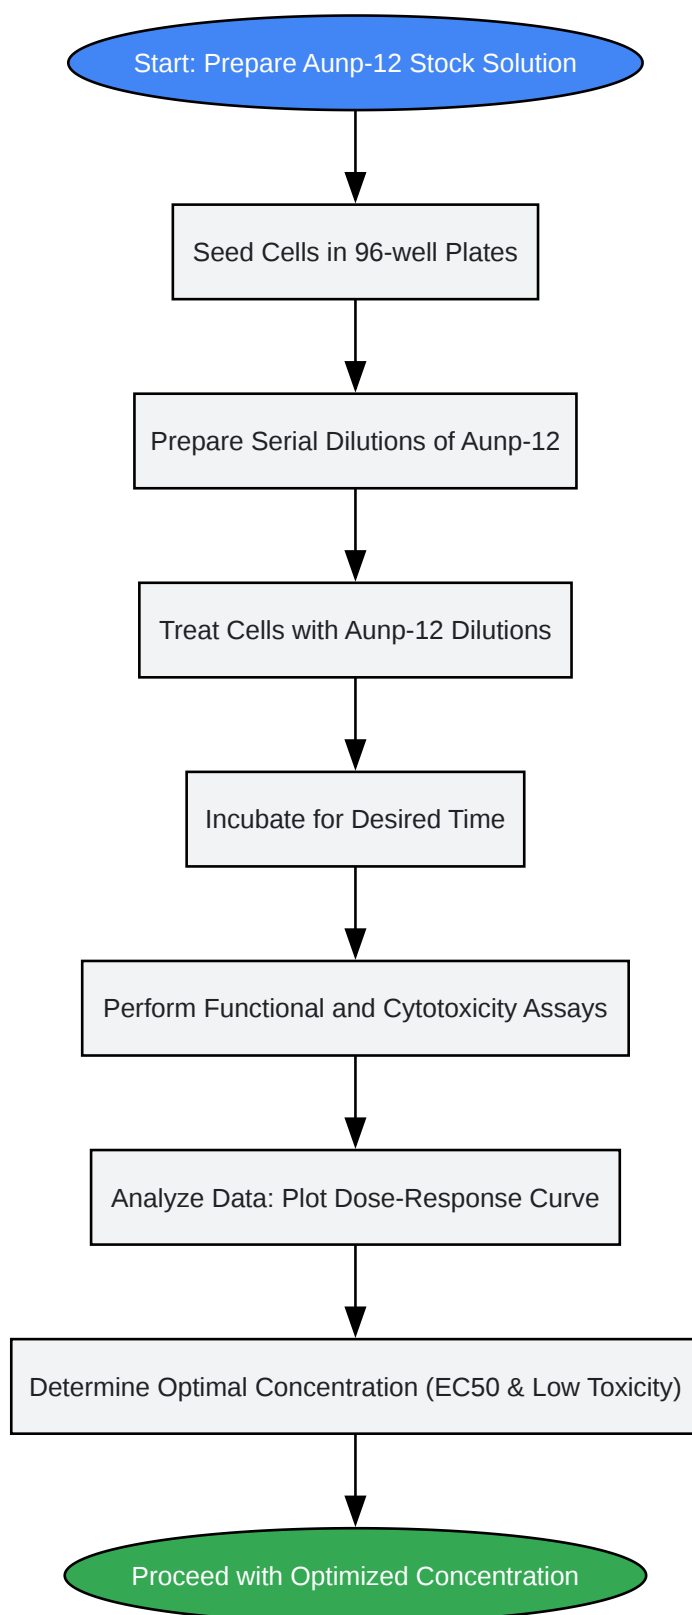 Start: Prepare Aunp-12 Stock Solution
Seed Cells in 96-well Plates
Prepare Serial Dilutions of Aunp-12
Treat Cells with Aunp-12 Dilutions
Incubate for Desired Time
Perform Functional and Cytotoxicity Assays
Analyze Data: Plot Dose-Response Curve
Determine Optimal Concentration (EC50 & Low Toxicity)
Proceed with Optimized Concentration